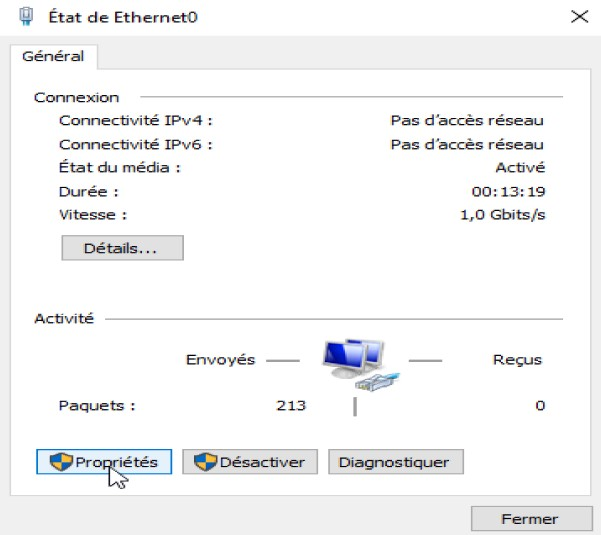 État de Ethernet0
Général
Connexion
Connectivité IPv4 : Pas d'accès réseau
Connectivité IPv6 : Pas d'accès réseau
État du média : Activé
Durée : 00:13:19
Vitesse : 1,0 Gbits/s
Détails...
Activité
Envoyés — Reçus
Paquets : 213 | 0
Propriétés Désactiver Diagnostiquer
Fermer